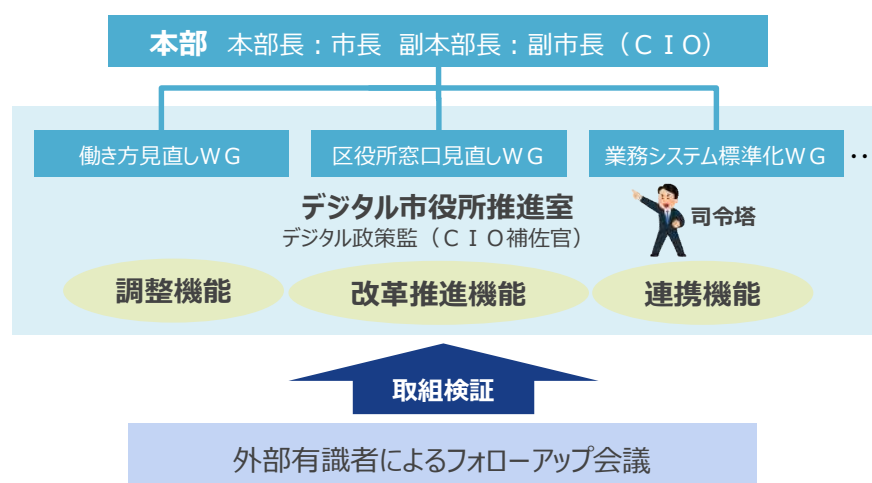 本部 本部長：市長 副本部長：副市長（ＣＩＯ）
働き方見直しＷＧ 区役所窓口見直しＷＧ 業務システム標準化ＷＧ ‥
デジタル市役所推進室
デジタル政策監（ＣＩＯ補佐官）
司令塔
調整機能 改革推進機能 連携機能
取組検証
外部有識者によるフォローアップ会議